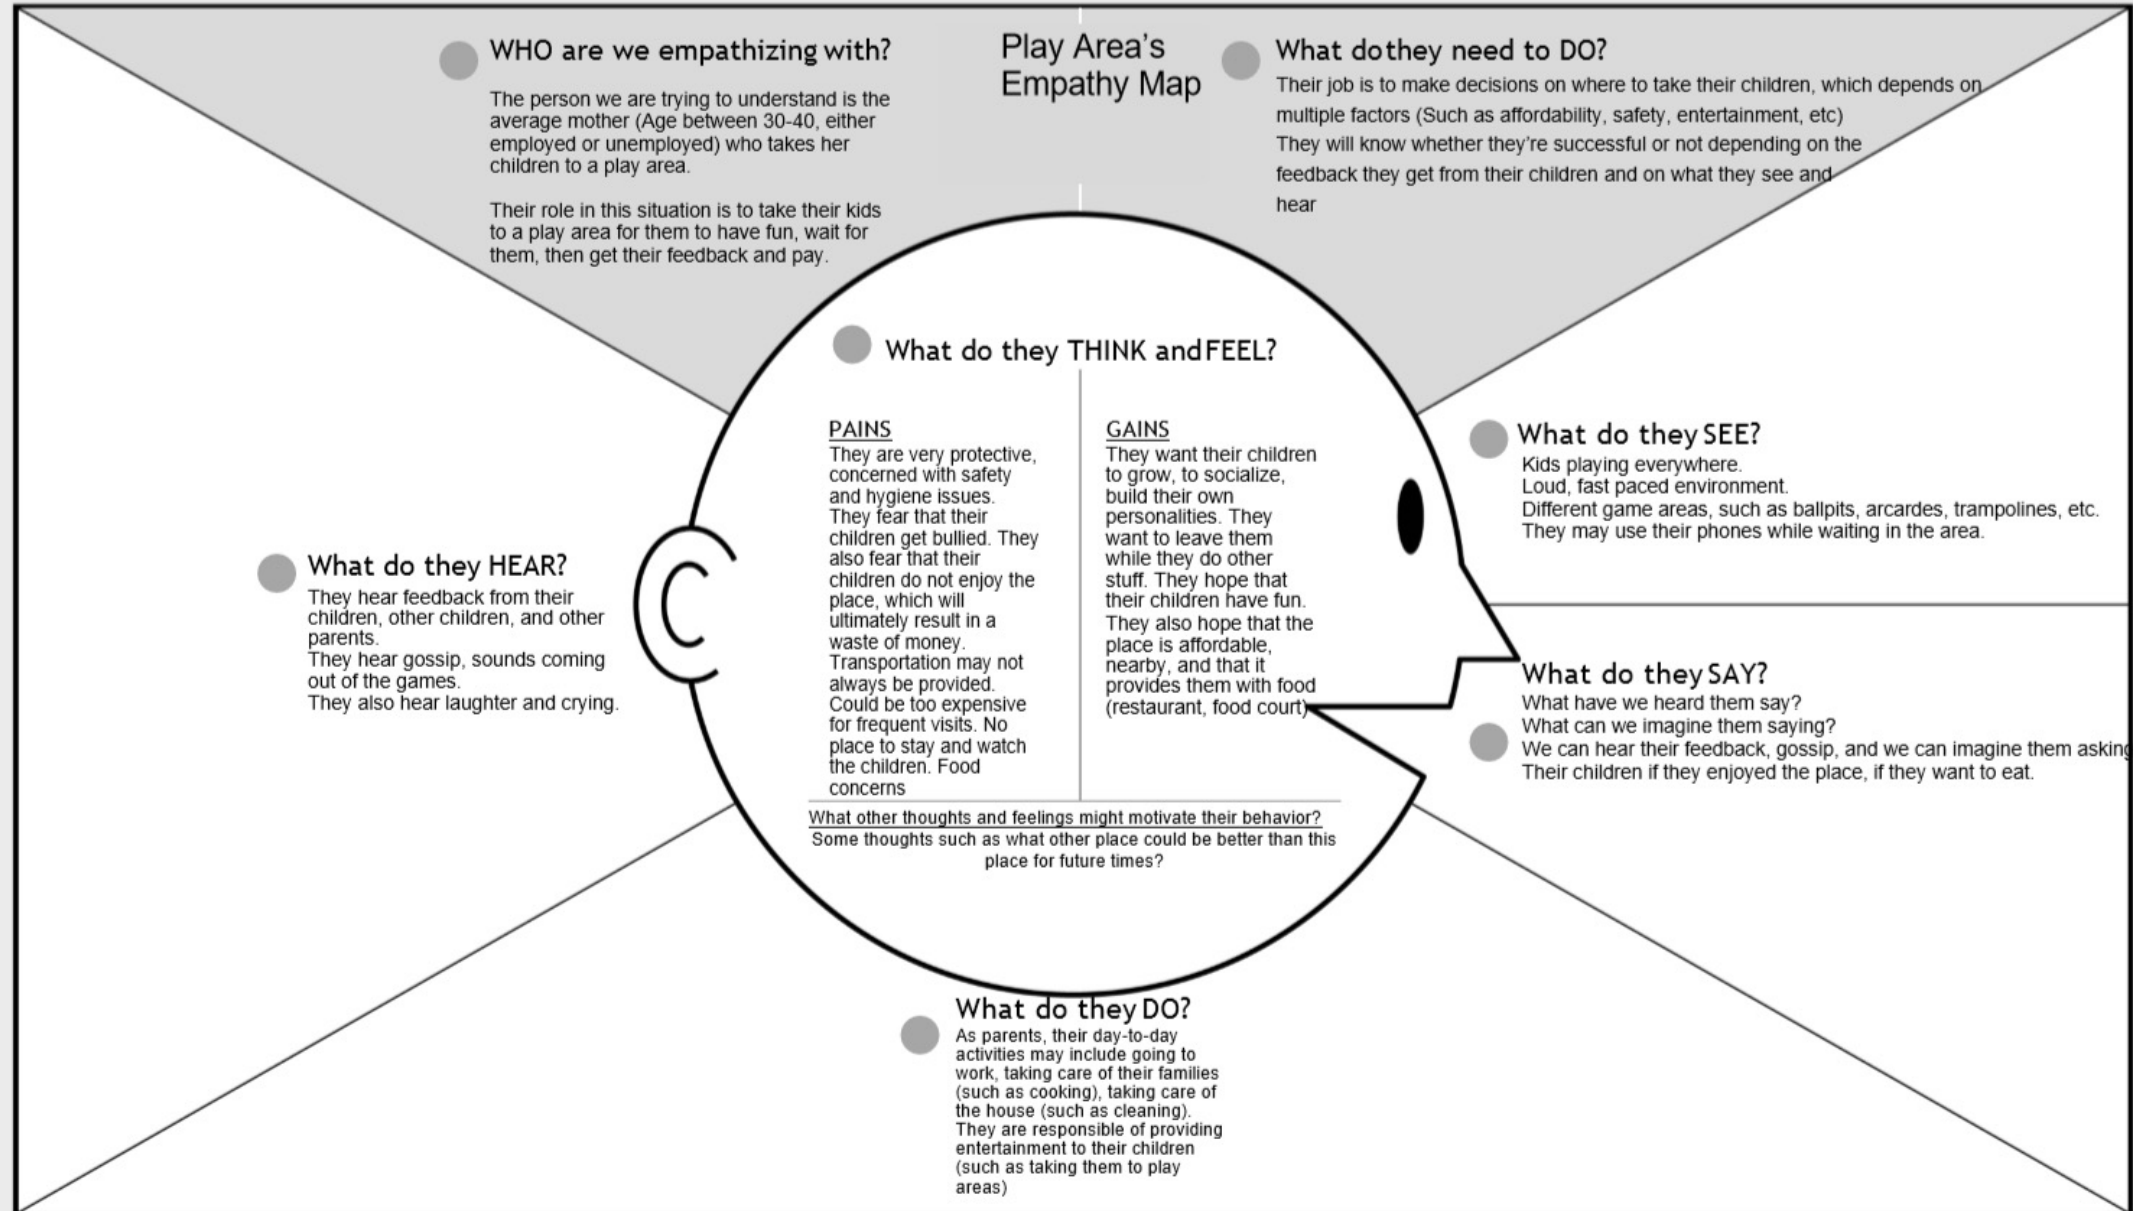 WHO are we empathizing with?
The person we are trying to understand is the
average mother (Age between 30-40, either
employed or unemployed) who takes her
children to a play area.
Their role in this situation is to take their kids
to a play area for them to have fun, wait for
them, then get their feedback and pay.
Play Area's
Empathy Map
What do they need to DO?
Their job is to make decisions on where to take their children, which depends on
multiple factors (Such as affordability, safety, entertainment, etc)
They will know whether they're successful or not depending on the
feedback they get from their children and on what they see and
hear
What do they THINK and FEEL?
PAINS
They are very protective,
concerned with safety
and hygiene issues.
They fear that their
children get bullied. They
also fear that their
children do not enjoy the
place, which will
ultimately result in a
waste of money.
Transportation may not
always be provided.
Could be too expensive
for frequent visits. No
place to stay and watch
the children. Food
concerns
GAINS
They want their children
to grow, to socialize,
build their own
personalities. They
want to leave them
while they do other
stuff. They hope that
their children have fun.
They also hope that the
place is affordable,
nearby, and that it
provides them with food
(restaurant, food court)
What other thoughts and feelings might motivate their behavior?
Some thoughts such as what other place could be better than this
place for future times?
What do they SEE?
Kids playing everywhere.
Loud, fast paced environment.
Different game areas, such as ballpits, arcardes, trampolines, etc.
They may use their phones while waiting in the area.
What do they SAY?
What have we heard them say?
What can we imagine them saying?
We can hear their feedback, gossip, and we can imagine them asking
Their children if they enjoyed the place, if they want to eat.
What do they HEAR?
They hear feedback from their
children, other children, and other
parents.
They hear gossip, sounds coming
out of the games.
They also hear laughter and crying.
What do they DO?
As parents, their day-to-day
activities may include going to
work, taking care of their families
(such as cooking), taking care of
the house (such as cleaning).
They are responsible of providing
entertainment to their children
(such as taking them to play
areas)